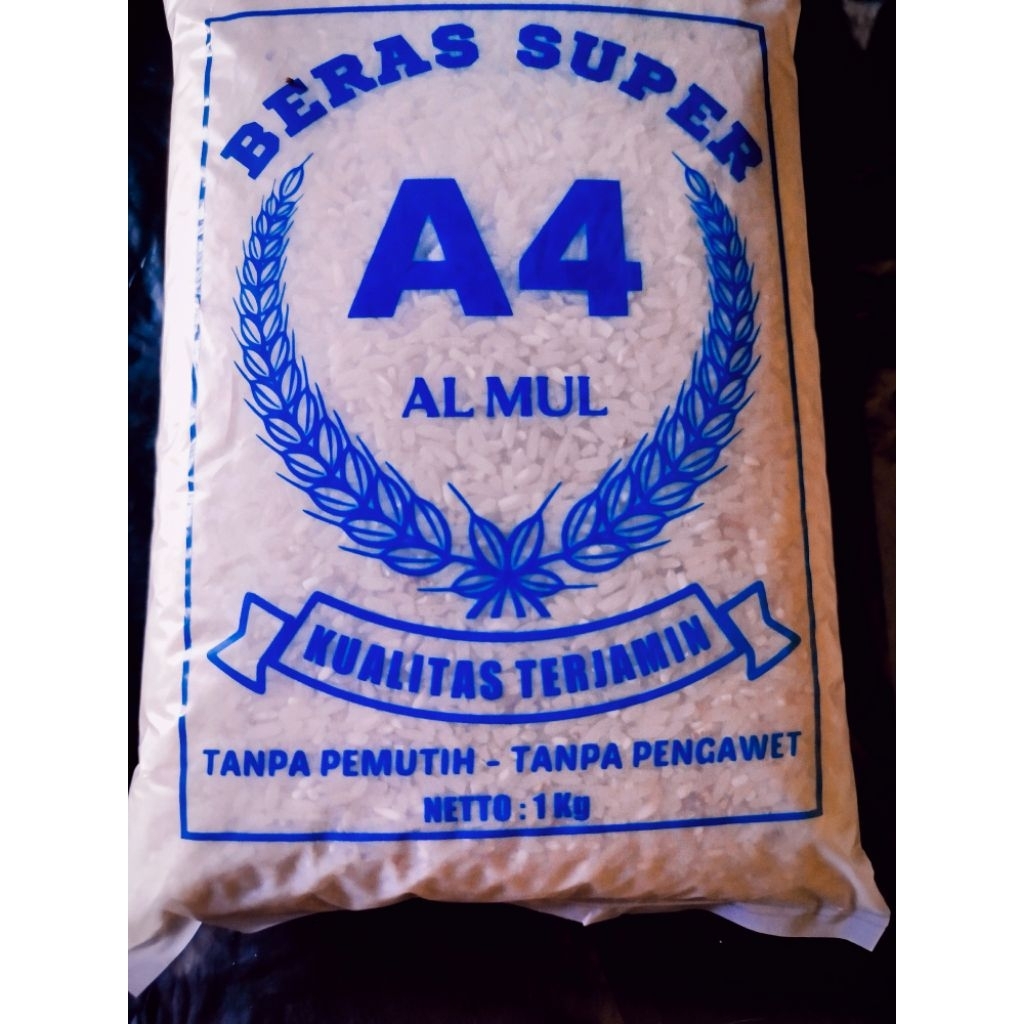 BERAS SUPER
A4
AL MUL
KUALITAS TERJAMIN
TANPA PEMUTIH - TANPA PENGAWET
NETTO : 1 Kg